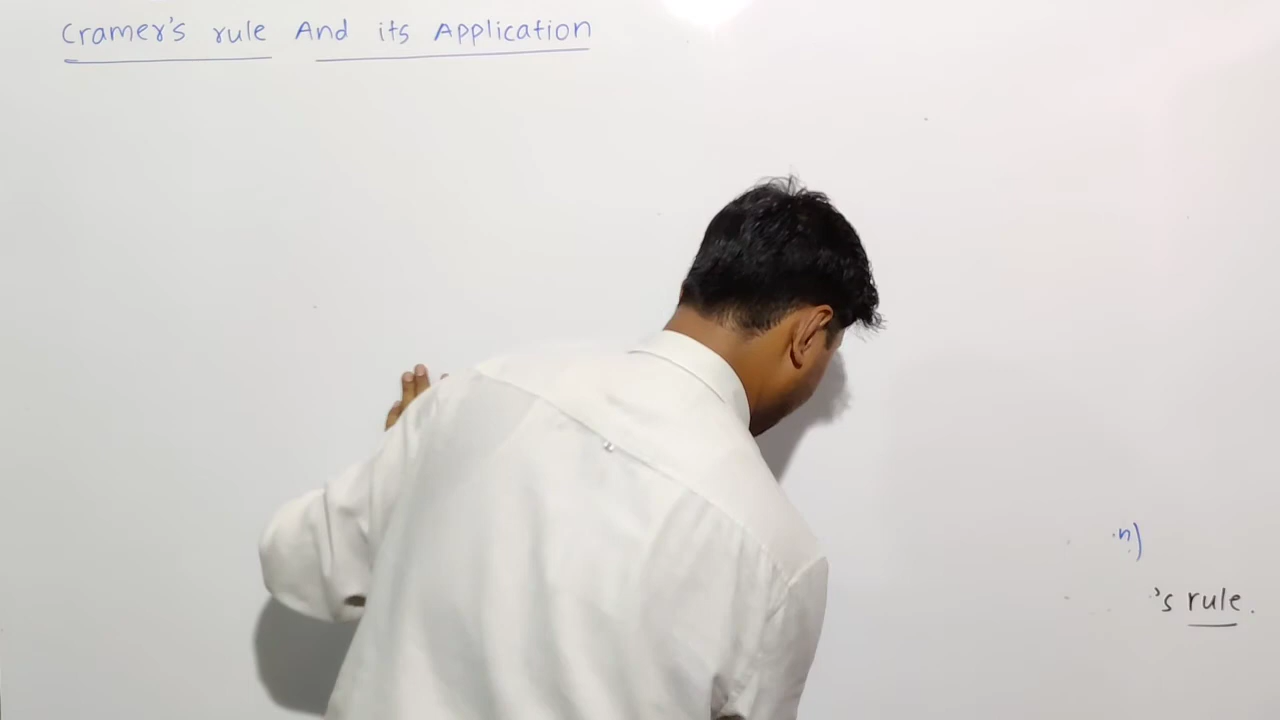 Cramer's rule And its Application
n)
's rule.